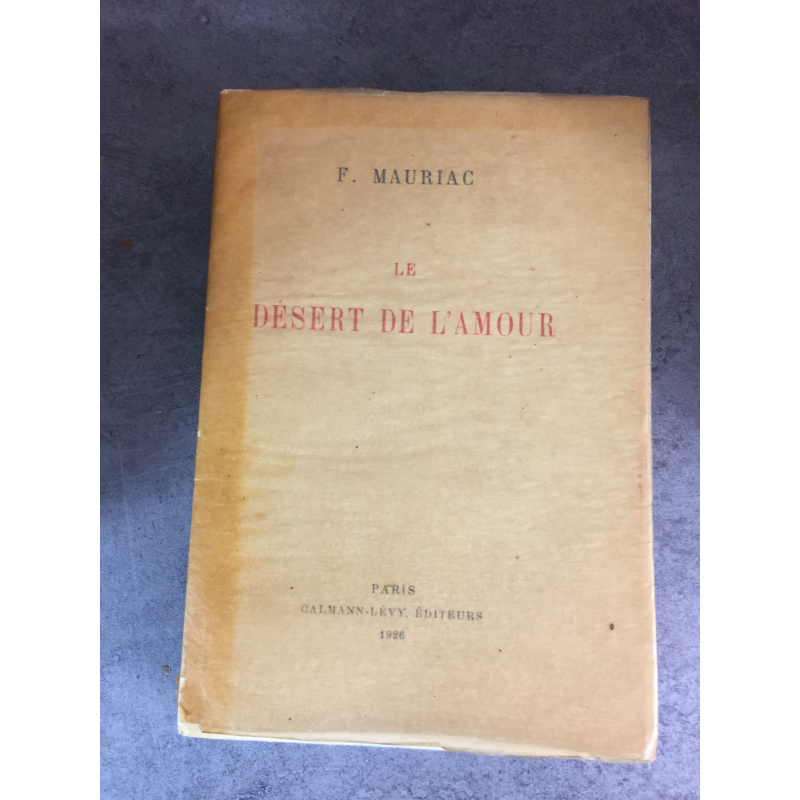 F. MAURIAC
LE
DÉSERT DE L'AMOUR
PARIS
CALMANN-LÉVY, ÉDITEURS
1926